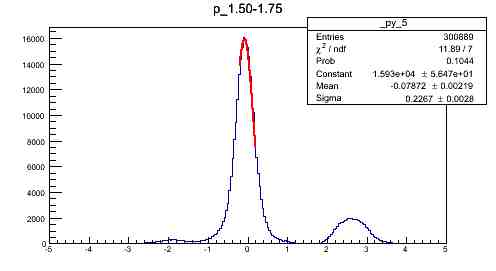 p_1.50-1.75
_py_5
Entries 300889
χ² / ndf 11.89 / 7
Prob 0.1044
Constant 1.593e+04 ± 5.647e+01
Mean -0.07872 ± 0.00219
Sigma 0.2267 ± 0.0028
16000
14000
12000
10000
8000
6000
4000
2000
0
-5 -4 -3 -2 -1 0 1 2 3 4 5